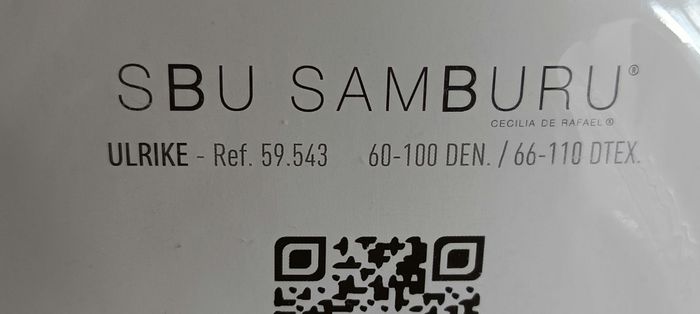 SBU SAMBURU®
CECILIA DE RAFAEL®
ULRIKE - Ref. 59.543 60-100 DEN. / 66-110 DTEX.